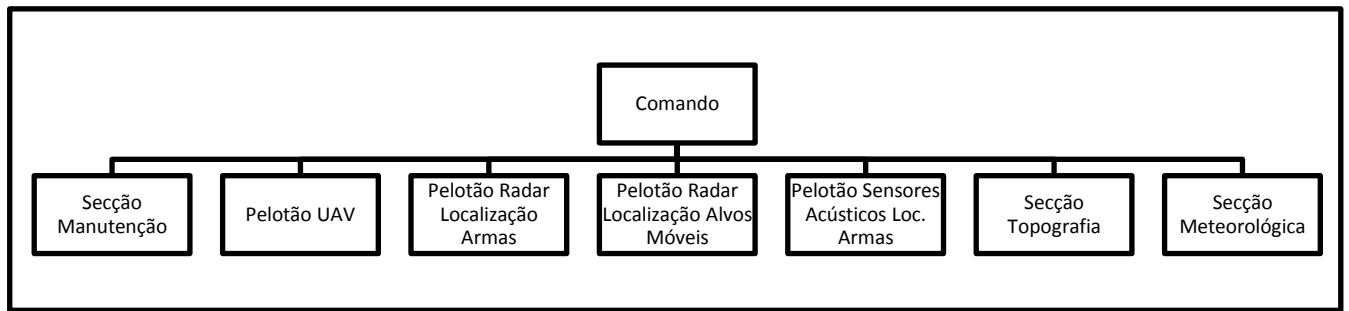 Comando
Secção
Manutenção
Pelotão UAV
Pelotão Radar
Localização
Armas
Pelotão Radar
Localização Alvos
Móveis
Pelotão Sensores
Acústicos Loc.
Armas
Secção
Topografia
Secção
Meteorológica